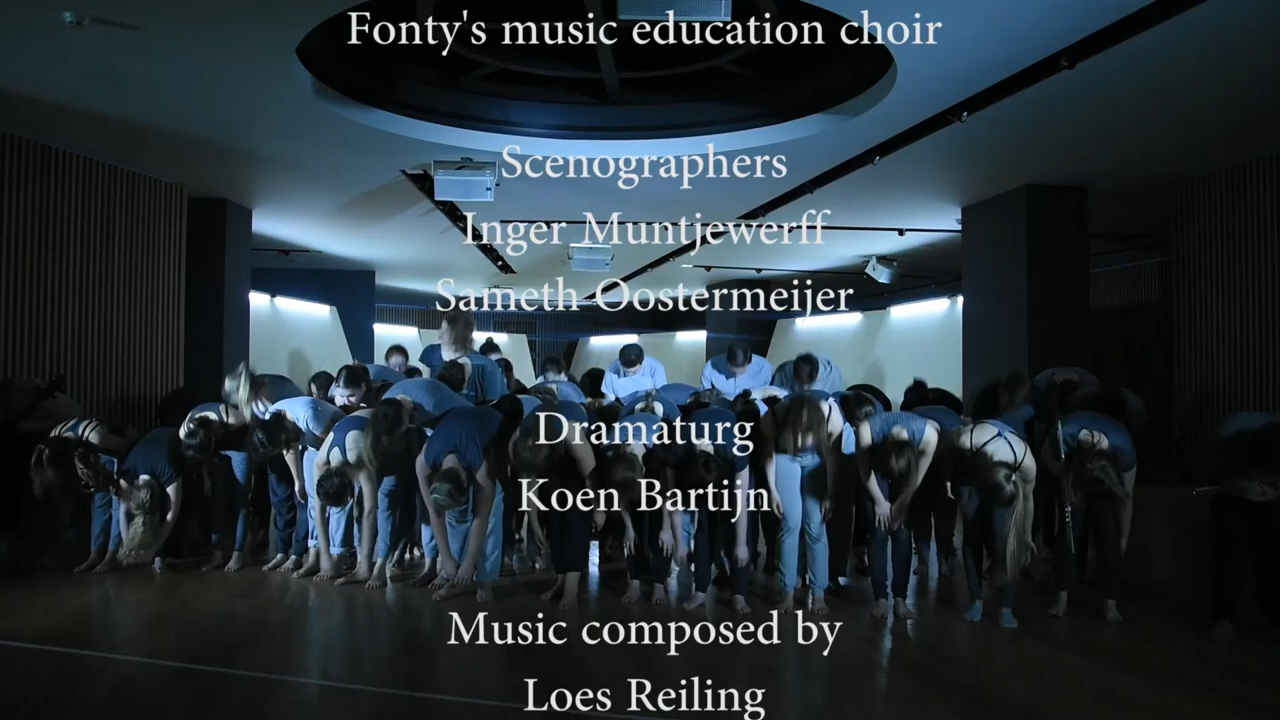 Fonty's music education choir
Scenographers
Inger Muntjewerff
Sameth Oostermeijer
Dramaturg
Koen Bartijn
Music composed by
Loes Reiling